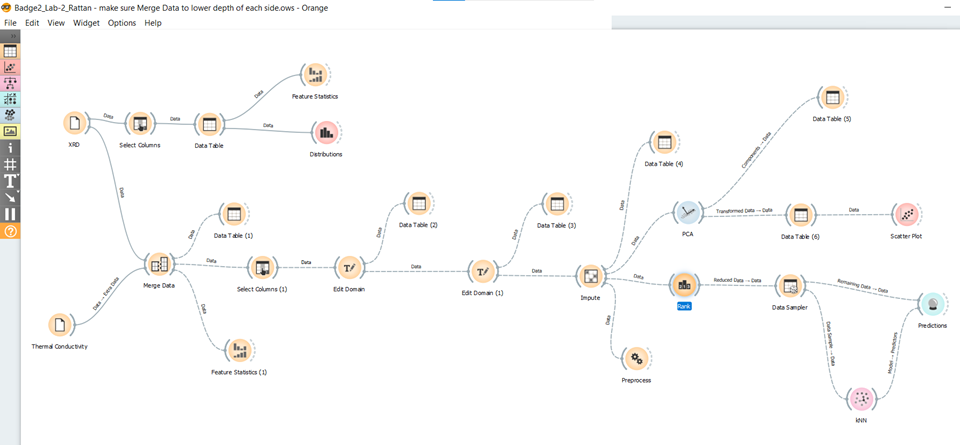 Badge2_Lab-2_Rattan - make sure Merge Data to lower depth of each side.ows - Orange
File Edit View Widget Options Help
XRD
Data
Select Columns
Data
Data Table
Data
Feature Statistics
Data
Distributions
Data
Thermal Conductivity
Data → Extra Data
Merge Data
Data
Data Table (1)
Data
Select Columns (1)
Data
Feature Statistics (1)
Data
Edit Domain
Data
Data Table (2)
Data
Edit Domain (1)
Data
Data Table (3)
Data
Impute
Data
Data Table (4)
Data
PCA
Components → Data
Data Table (5)
Transformed Data → Data
Data Table (6)
Data
Scatter Plot
Data
Rank
Reduced Data → Data
Data Sampler
Remaining Data → Data
Predictions
Data Sample → Data
kNN
Model → Predictors
Data
Preprocess